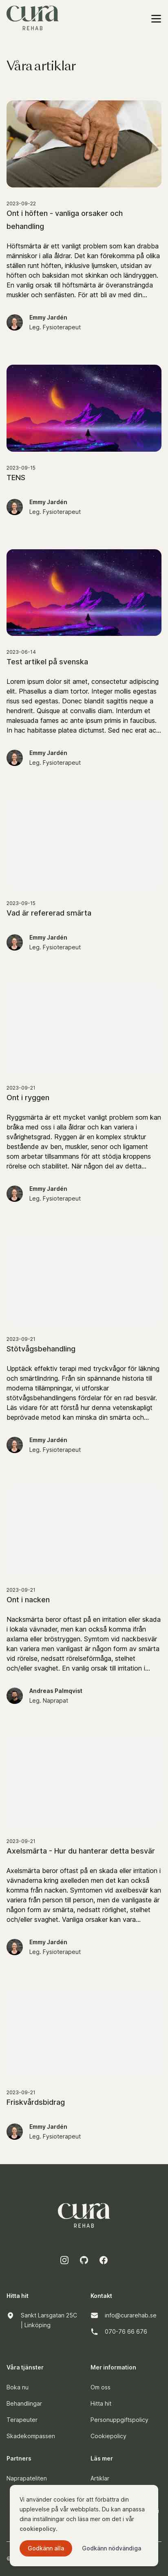 cura
REHAB
Våra artiklar
2023-09-22
Ont i höften - vanliga orsaker och
behandling
Höftsmärta är ett vanligt problem som kan drabba
människor i alla åldrar. Det kan förekomma på olika
ställen runt höften, inklusive ljumsken, utsidan av
höften och baksidan mot skinkan och ländryggen.
En vanlig orsak till höftsmärta är överansträngda
muskler och senfästen. För att bli av med din...
Emmy Jardén
Leg. Fysioterapeut
2023-09-15
TENS
Emmy Jardén
Leg. Fysioterapeut
2023-06-14
Test artikel på svenska
Lorem ipsum dolor sit amet, consectetur adipiscing
elit. Phasellus a dictum tortor. Integer mollis egestas
risus sed egestas. Donec blandit sagittis neque a
hendrerit. Quisque at convallis diam. Interdum et
malesuada fames ac ante ipsum primis in faucibus.
In hac habitasse platea dictumst. Sed nec erat ac...
Emmy Jardén
Leg. Fysioterapeut
2023-09-15
Vad är refererad smärta
Emmy Jardén
Leg. Fysioterapeut
2023-09-21
Ont i ryggen
Ryggsmärta är ett mycket vanligt problem som kan
bråka med oss i alla åldrar och kan variera i
svårighetsgrad. Ryggen är en komplex struktur
bestående av ben, muskler, senor och ligament
som arbetar tillsammans för att stödja kroppens
rörelse och stabilitet. När någon del av detta...
Emmy Jardén
Leg. Fysioterapeut
2023-09-21
Stötvågsbehandling
Upptäck effektiv terapi med tryckvågor för läkning
och smärtlindring. Från sin spännande historia till
moderna tillämpningar, vi utforskar
stötvågsbehandlingens fördelar för en rad besvär.
Läs vidare för att förstå hur denna vetenskapligt
beprövade metod kan minska din smärta och...
Emmy Jardén
Leg. Fysioterapeut
2023-09-21
Ont i nacken
Nacksmärta beror oftast på en irritation eller skada
i lokala vävnader, men kan också komma ifrån
axlarna eller bröstryggen. Symtom vid nackbesvär
kan variera men vanligast är någon form av smärta
vid rörelse, nedsatt rörelseförmåga, stelhet
och/eller svaghet. En vanlig orsak till irritation i...
Andreas Palmqvist
Leg. Naprapat
2023-09-21
Axelsmärta - Hur du hanterar detta besvär
Axelsmärta beror oftast på en skada eller irritation i
vävnaderna kring axelleden men det kan också
komma från nacken. Symtomen vid axelbesvär kan
variera från person till person, men de vanligaste är
någon form av smärta, nedsatt rörlighet, stelhet
och/eller svaghet. Vanliga orsaker kan vara...
Emmy Jardén
Leg. Fysioterapeut
2023-09-21
Friskvårdsbidrag
Emmy Jardén
Leg. Fysioterapeut
cura
REHAB
Hitta hit
Kontakt
Sankt Larsgatan 25C
| Linköping
info@curarehab.se
070-76 66 676
Våra tjänster
Mer information
Boka nu
Om oss
Behandlingar
Hitta hit
Terapeuter
Personuppgiftspolicy
Skadekompassen
Cookiepolicy
Partners
Läs mer
Naprapateliten
Artiklar
Vi använder cookies för att förbättra din
upplevelse på vår webbplats. Du kan anpassa
dina inställningar och läsa mer om det i vår
cookiepolicy.
Godkänn alla
Godkänn nödvändiga